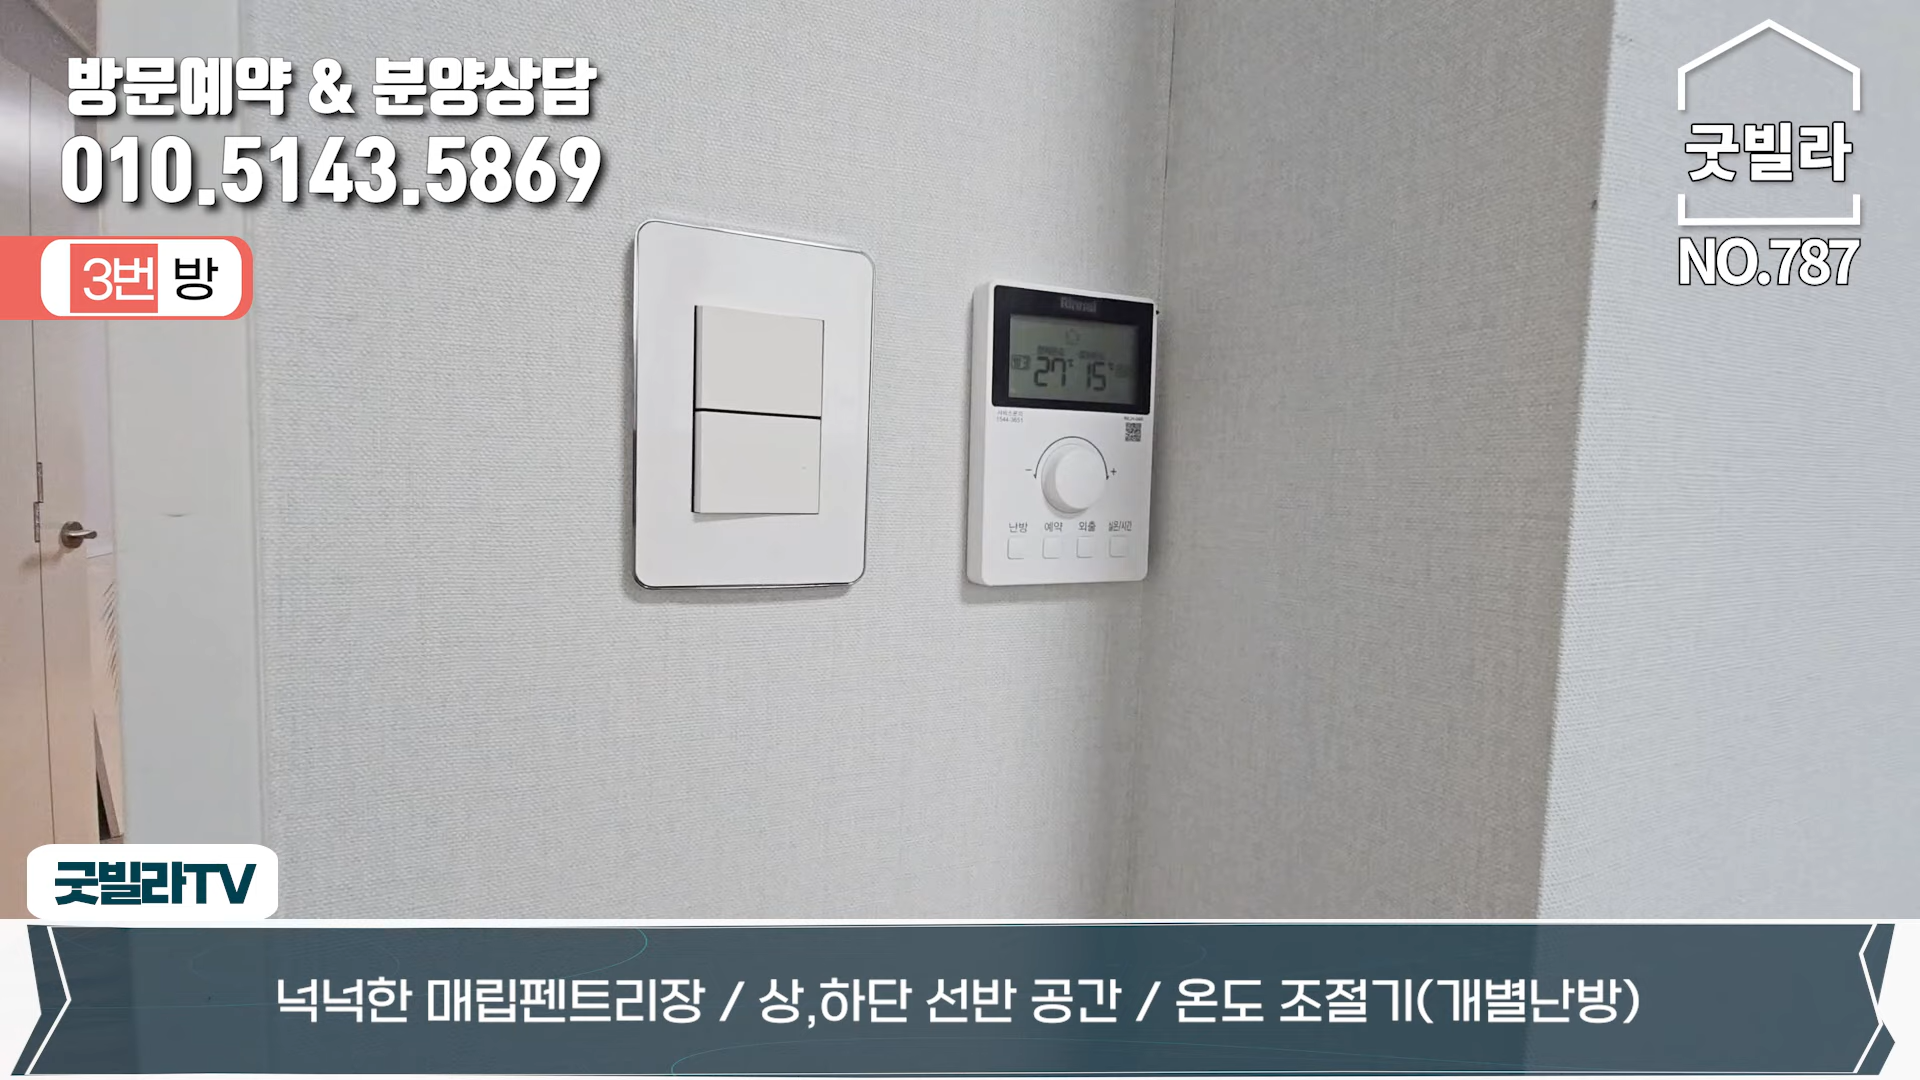 방문예약 & 분양상담
010.5143.5869
굿빌라
NO.787
3번 방
Rinnai
27℃ 15℃
- +
난방 예약 외출 실온/시간
굿빌라TV
넉넉한 매립펜트리장 / 상,하단 선반 공간 / 온도 조절기(개별난방)